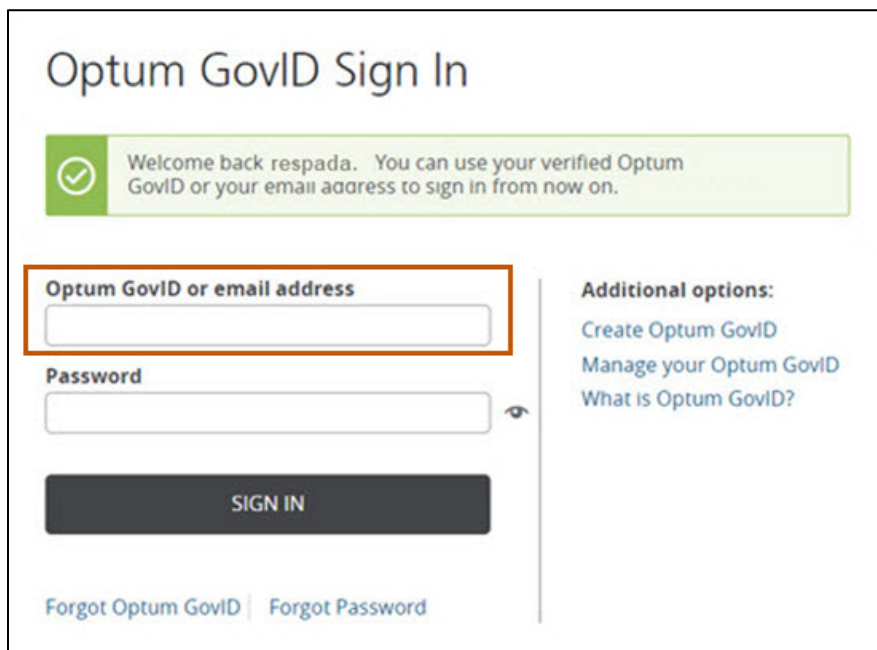 Optum GovID Sign In
Welcome back respada. You can use your verified Optum
GovID or your email address to sign in from now on.
Optum GovID or email address
Password
SIGN IN
Forgot Optum GovID
Forgot Password
Additional options:
Create Optum GovID
Manage your Optum GovID
What is Optum GovID?